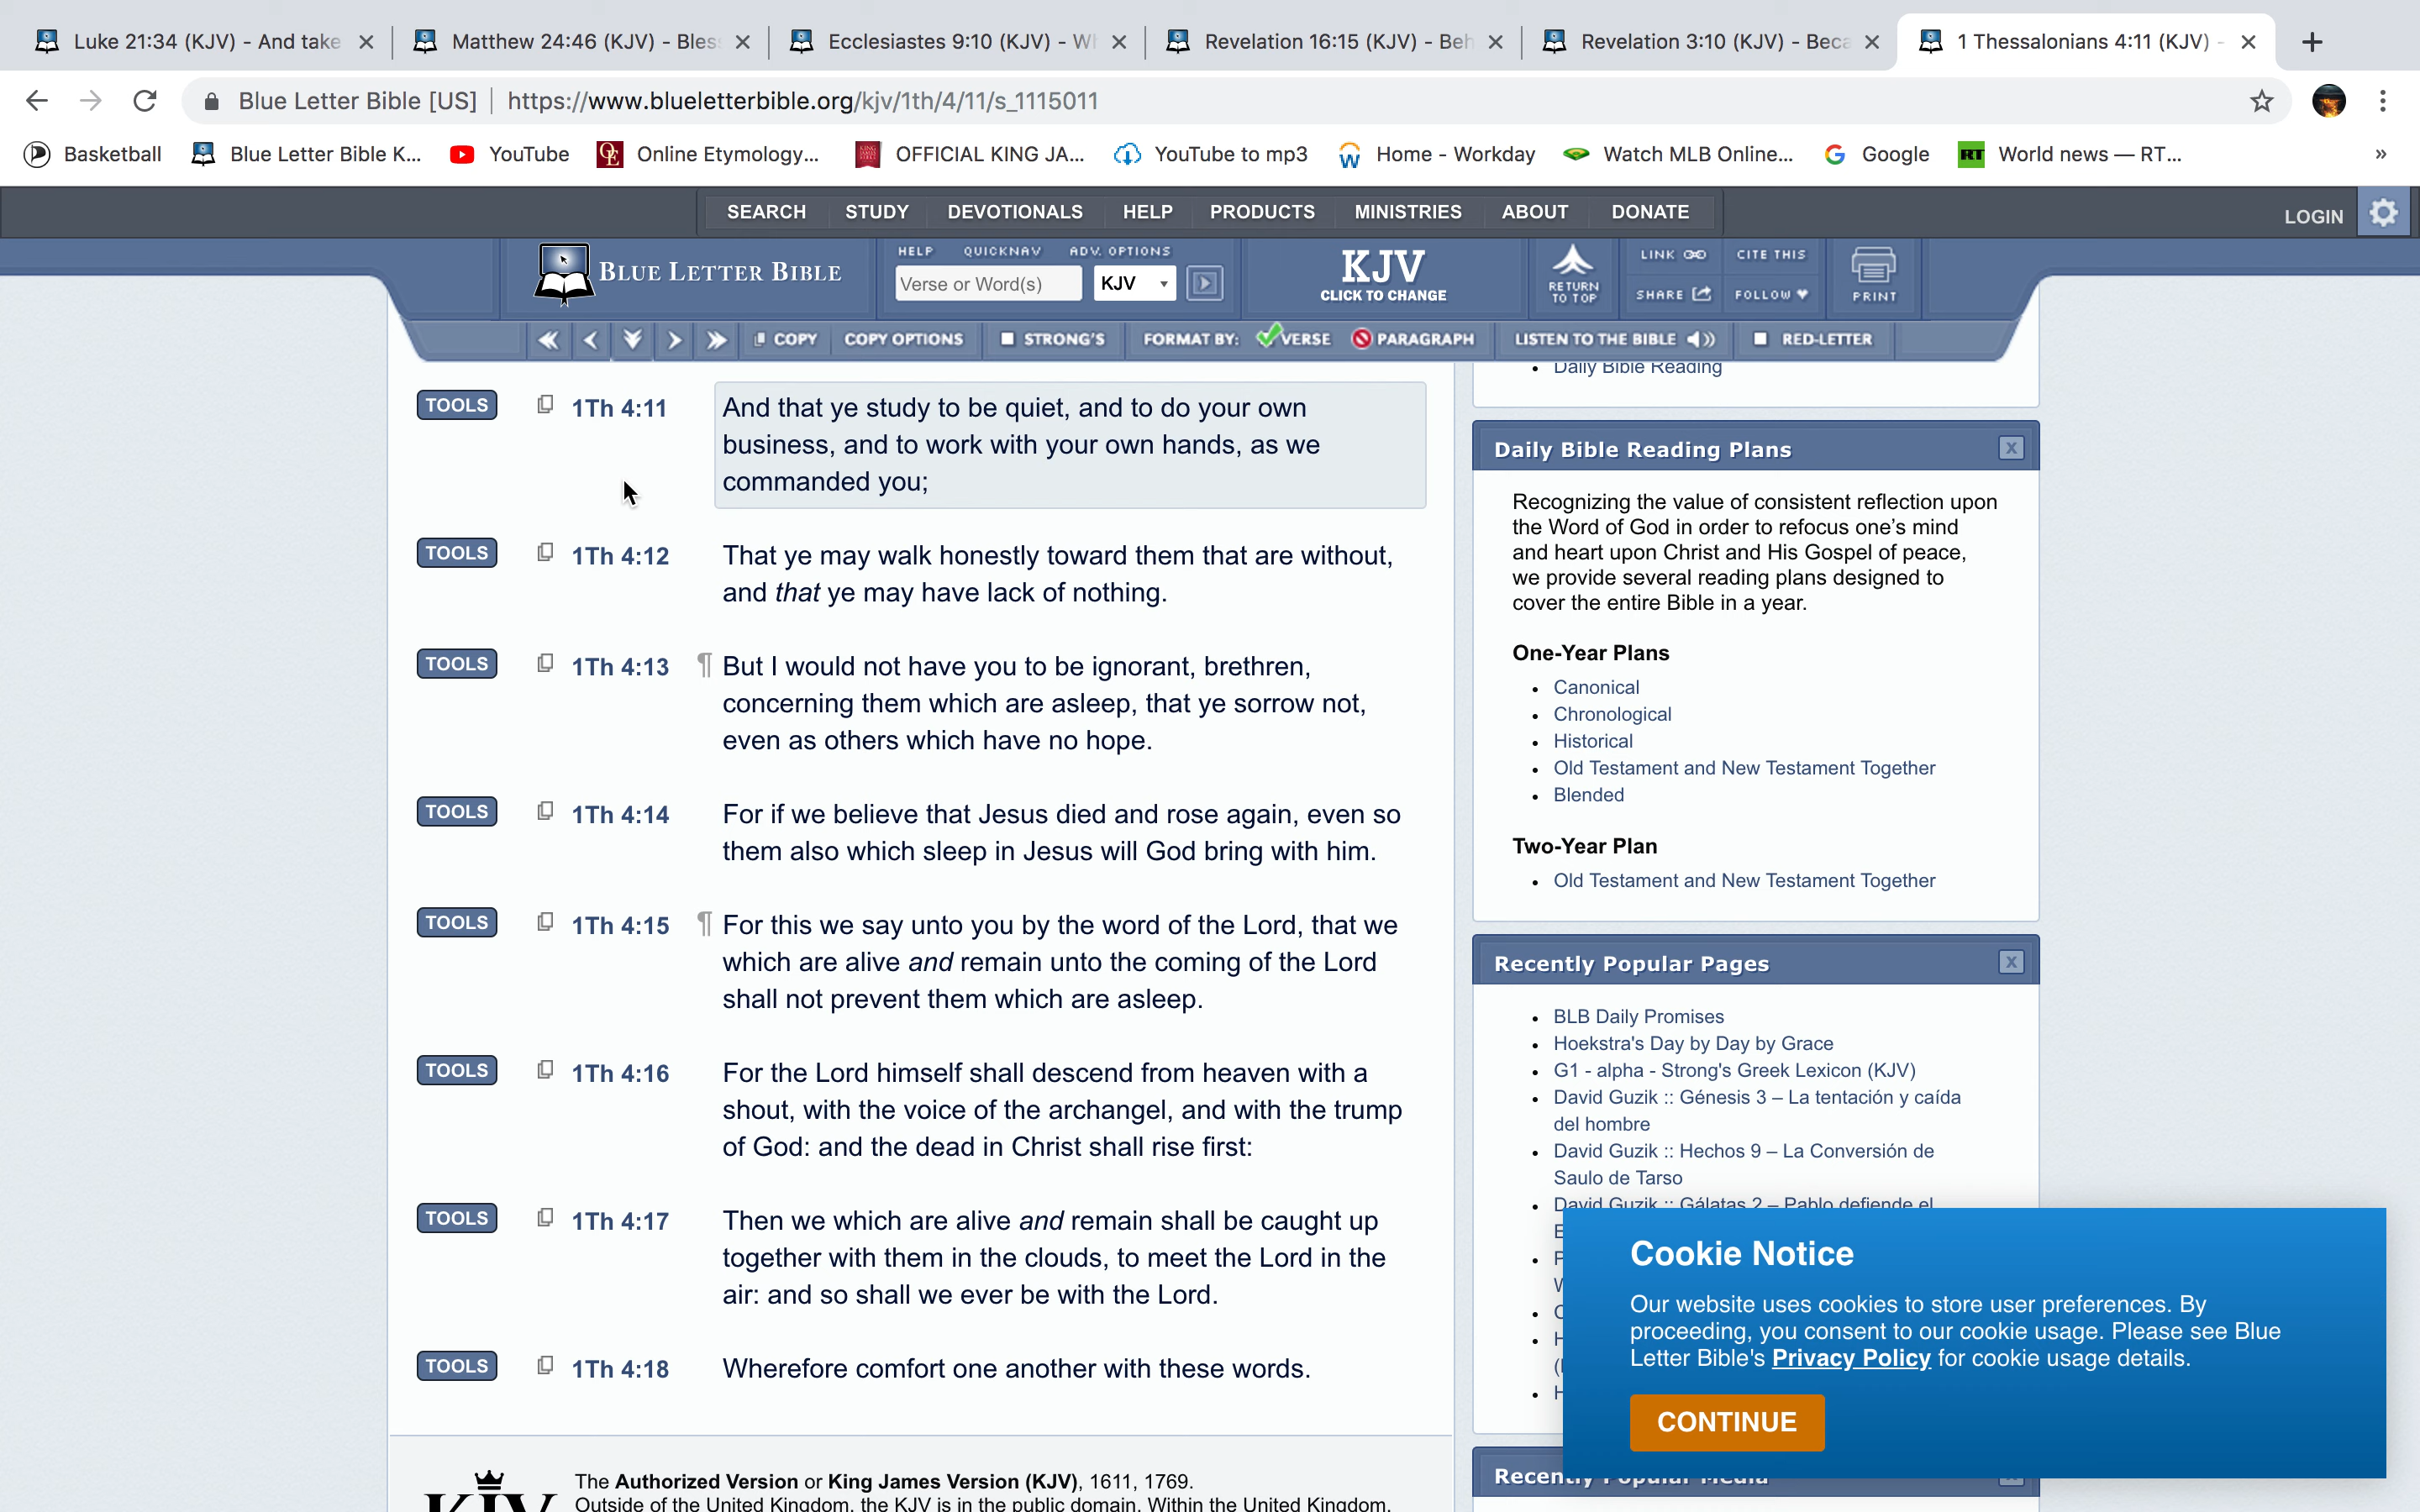 Luke 21:34 (KJV) - And take
Matthew 24:46 (KJV) - Bles
Ecclesiastes 9:10 (KJV) - W
Revelation 16:15 (KJV) - Beh
Revelation 3:10 (KJV) - Beca
1 Thessalonians 4:11 (KJV) -
Blue Letter Bible [US] https://www.blueletterbible.org/kjv/1th/4/11/s_1115011
Basketball
Blue Letter Bible K...
YouTube
Online Etymology...
OFFICIAL KING JA...
YouTube to mp3
Home - Workday
Watch MLB Online...
Google
RT World news — RT...
»
SEARCH STUDY DEVOTIONALS HELP PRODUCTS MINISTRIES ABOUT DONATE
LOGIN
BLUE LETTER BIBLE
HELP QUICKNAV ADV. OPTIONS
Verse or Word(s)
KJV
KJV
CLICK TO CHANGE
RETURN
TO TOP
LINK CITE THIS
SHARE FOLLOW
PRINT
COPY COPY OPTIONS STRONG'S FORMAT BY: VERSE PARAGRAPH LISTEN TO THE BIBLE RED-LETTER
TOOLS 1Th 4:11 And that ye study to be quiet, and to do your own
business, and to work with your own hands, as we
commanded you;
TOOLS 1Th 4:12 That ye may walk honestly toward them that are without,
and that ye may have lack of nothing.
TOOLS 1Th 4:13 ¶ But I would not have you to be ignorant, brethren,
concerning them which are asleep, that ye sorrow not,
even as others which have no hope.
TOOLS 1Th 4:14 For if we believe that Jesus died and rose again, even so
them also which sleep in Jesus will God bring with him.
TOOLS 1Th 4:15 ¶ For this we say unto you by the word of the Lord, that we
which are alive and remain unto the coming of the Lord
shall not prevent them which are asleep.
TOOLS 1Th 4:16 For the Lord himself shall descend from heaven with a
shout, with the voice of the archangel, and with the trump
of God: and the dead in Christ shall rise first:
TOOLS 1Th 4:17 Then we which are alive and remain shall be caught up
together with them in the clouds, to meet the Lord in the
air: and so shall we ever be with the Lord.
TOOLS 1Th 4:18 Wherefore comfort one another with these words.
KJV
The Authorized Version or King James Version (KJV), 1611, 1769.
Outside of the United Kingdom, the KJV is in the public domain. Within the United Kingdom,
Daily Bible Reading
Daily Bible Reading Plans
X
Recognizing the value of consistent reflection upon
the Word of God in order to refocus one's mind
and heart upon Christ and His Gospel of peace,
we provide several reading plans designed to
cover the entire Bible in a year.
One-Year Plans
Canonical
Chronological
Historical
Old Testament and New Testament Together
Blended
Two-Year Plan
Old Testament and New Testament Together
Recently Popular Pages
X
BLB Daily Promises
Hoekstra's Day by Day by Grace
G1 - alpha - Strong's Greek Lexicon (KJV)
David Guzik :: Génesis 3 – La tentación y caída
del hombre
David Guzik :: Hechos 9 – La Conversión de
Saulo de Tarso
David Guzik :: Gálatas 2 – Pablo defiende el
Recently Popular Media
Cookie Notice
Our website uses cookies to store user preferences. By
proceeding, you consent to our cookie usage. Please see Blue
Letter Bible's Privacy Policy for cookie usage details.
CONTINUE